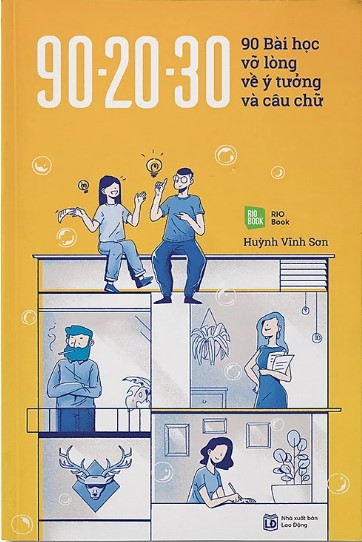 90-20-30
90 Bài học
vỡ lòng
về ý tưởng
và câu chữ
RIO
BOOK
RIO
Book
Huỳnh Vĩnh Sơn
LĐ
Nhà xuất bản
Lao Động